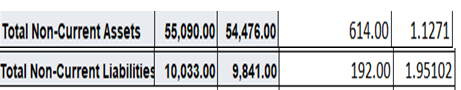 Total Non-Current Assets 55,090.00 54,476.00 614.00 1.1271
Total Non-Current Liabilities 10,033.00 9,841.00 192.00 1.95102